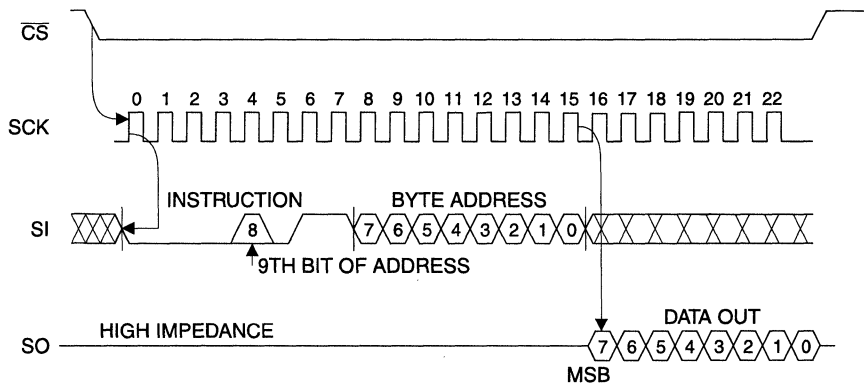 CS
0 1 2 3 4 5 6 7 8 9 10 11 12 13 14 15 16 17 18 19 20 21 22
SCK
INSTRUCTION BYTE ADDRESS
SI 8 7 6 5 4 3 2 1 0
9TH BIT OF ADDRESS
HIGH IMPEDANCE DATA OUT
SO 7 6 5 4 3 2 1 0
MSB